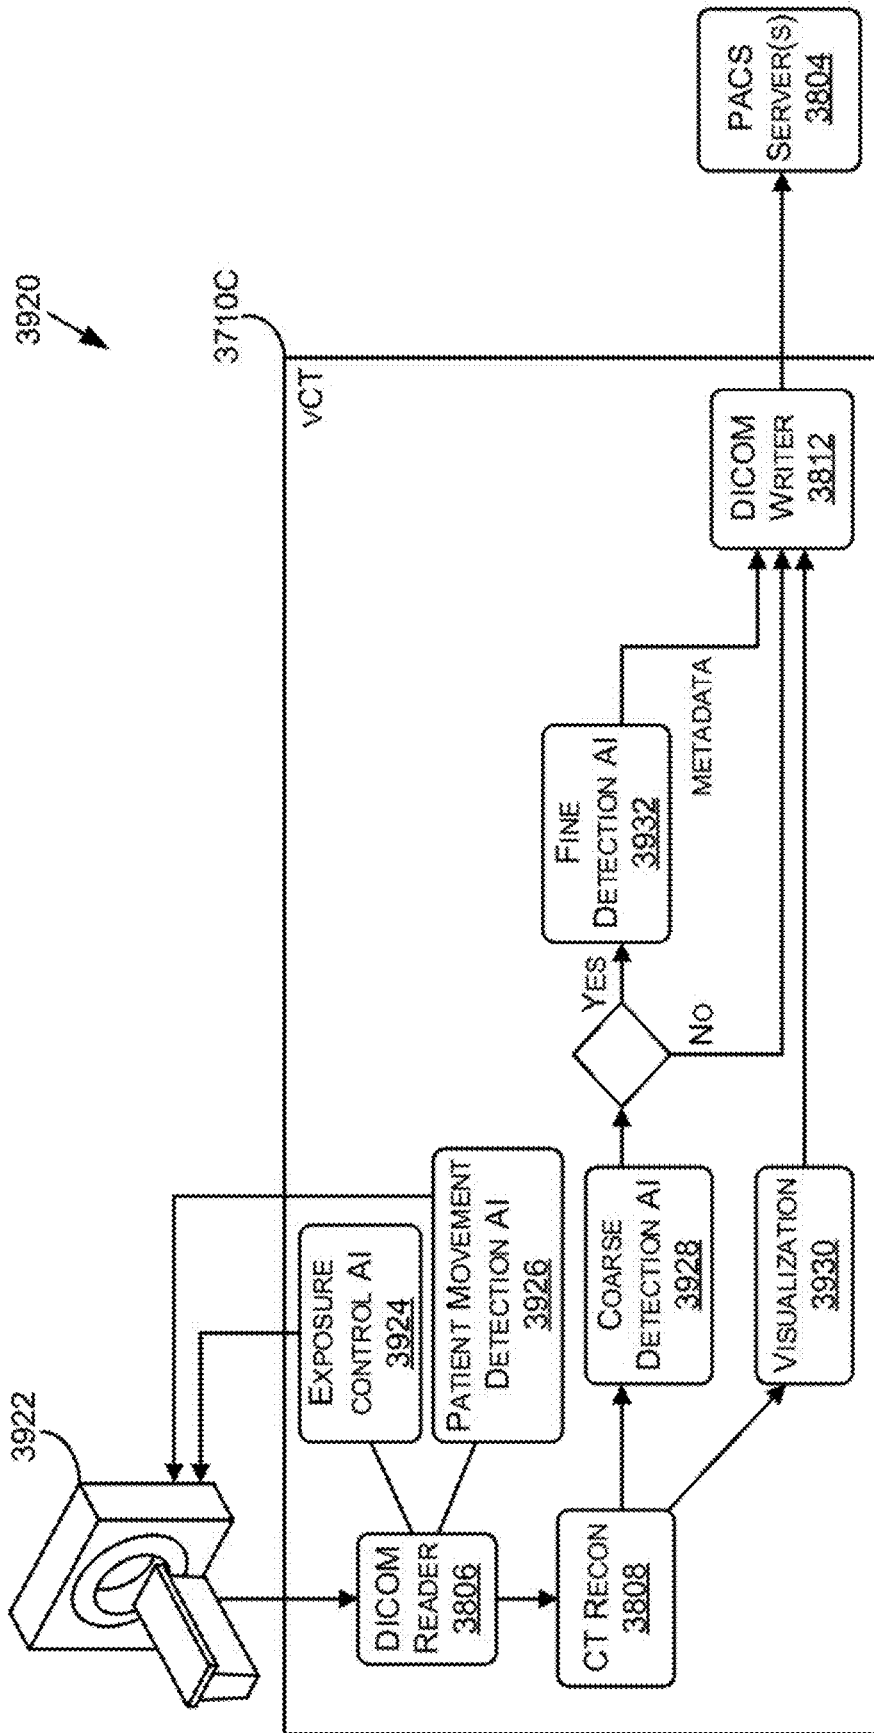 3920
3922
3710C
vCT
EXPOSURE
CONTROL AI
3924
PATIENT MOVEMENT
DETECTION AI
3926
DICOM
READER
3806
CT RECON
3808
COARSE
DETECTION AI
3928
VISUALIZATION
3930
YES
NO
FINE
DETECTION AI
3932
METADATA
DICOM
WRITER
3812
PACS
SERVER(S)
3804